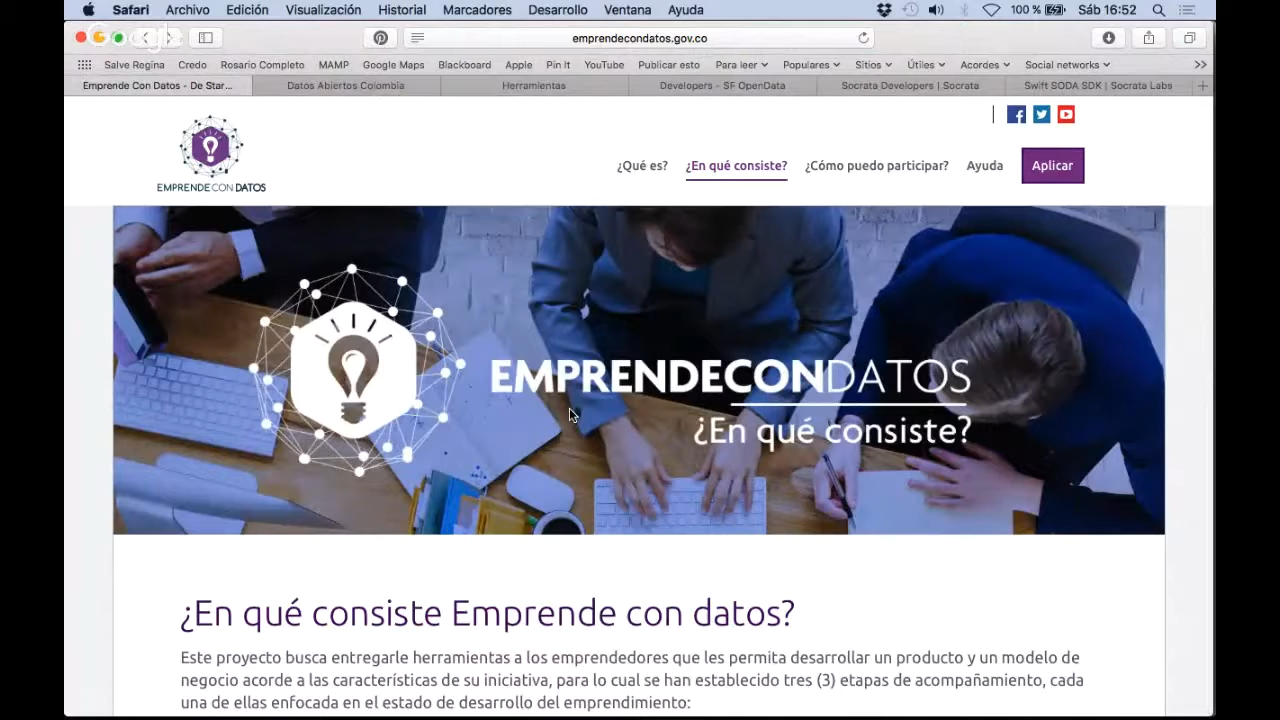 Safari Archivo Edición Visualización Historial Marcadores Desarrollo Ventana Ayuda 100 % Sáb 16:52
Google
emprendecondatos.gov.co
Salve Regina Credo Rosario Completo MAMP Google Maps Blackboard Apple Pin It YouTube Publicar esto Para leer Populares Sitios Útiles Acordes Social networks
Emprende Con Datos - De Star... Datos Abiertos Colombia Herramientas Developers - SF OpenData Socrata Developers | Socrata Swift SODA SDK | Socrata Labs
EMPRENDECONDATOS
¿Qué es? ¿En qué consiste? ¿Cómo puedo participar? Ayuda Aplicar
EMPRENDECONDATOS
¿En qué consiste?
¿En qué consiste Emprende con datos?
Este proyecto busca entregarle herramientas a los emprendedores que les permita desarrollar un producto y un modelo de
negocio acorde a las características de su iniciativa, para lo cual se han establecido tres (3) etapas de acompañamiento, cada
una de ellas enfocada en el estado de desarrollo del emprendimiento: